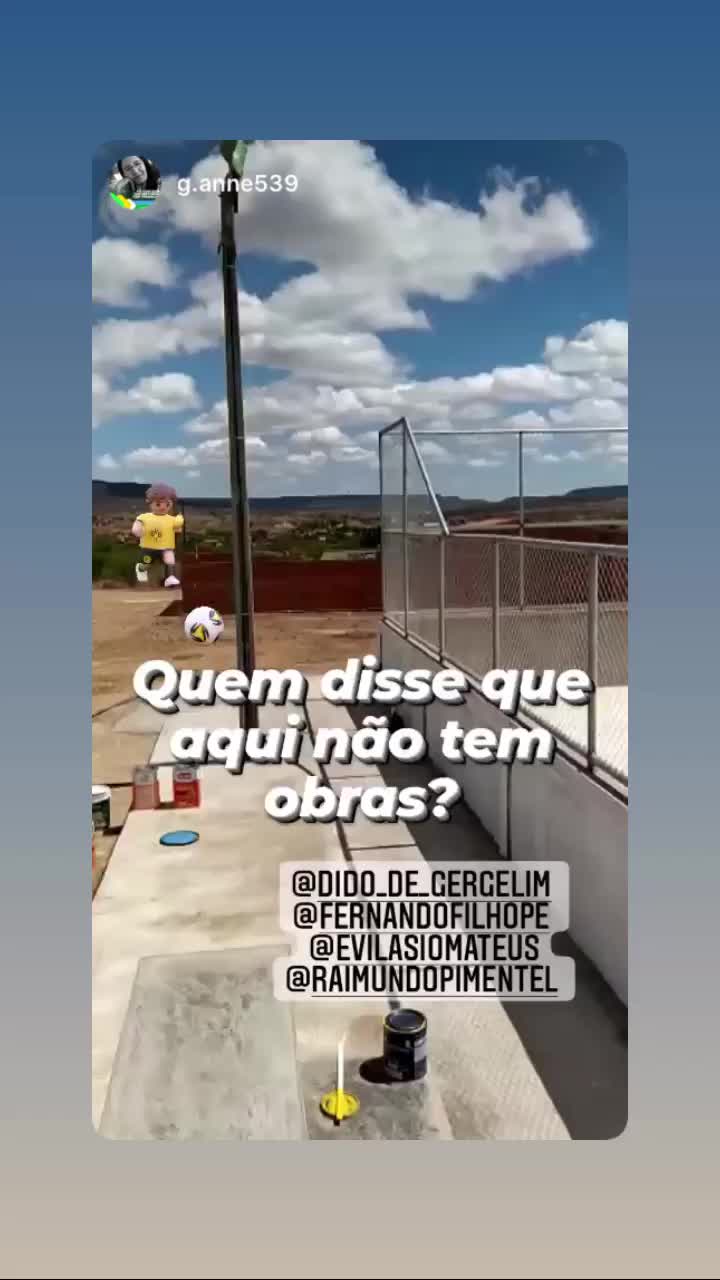 g.anne539
Quem disse que
aqui não tem
obras?
@DIDO_DE_GERGELIM
@FERNANDOFILHOPE
@EVILASIOMATEUS
@RAIMUNDOPIMENTEL